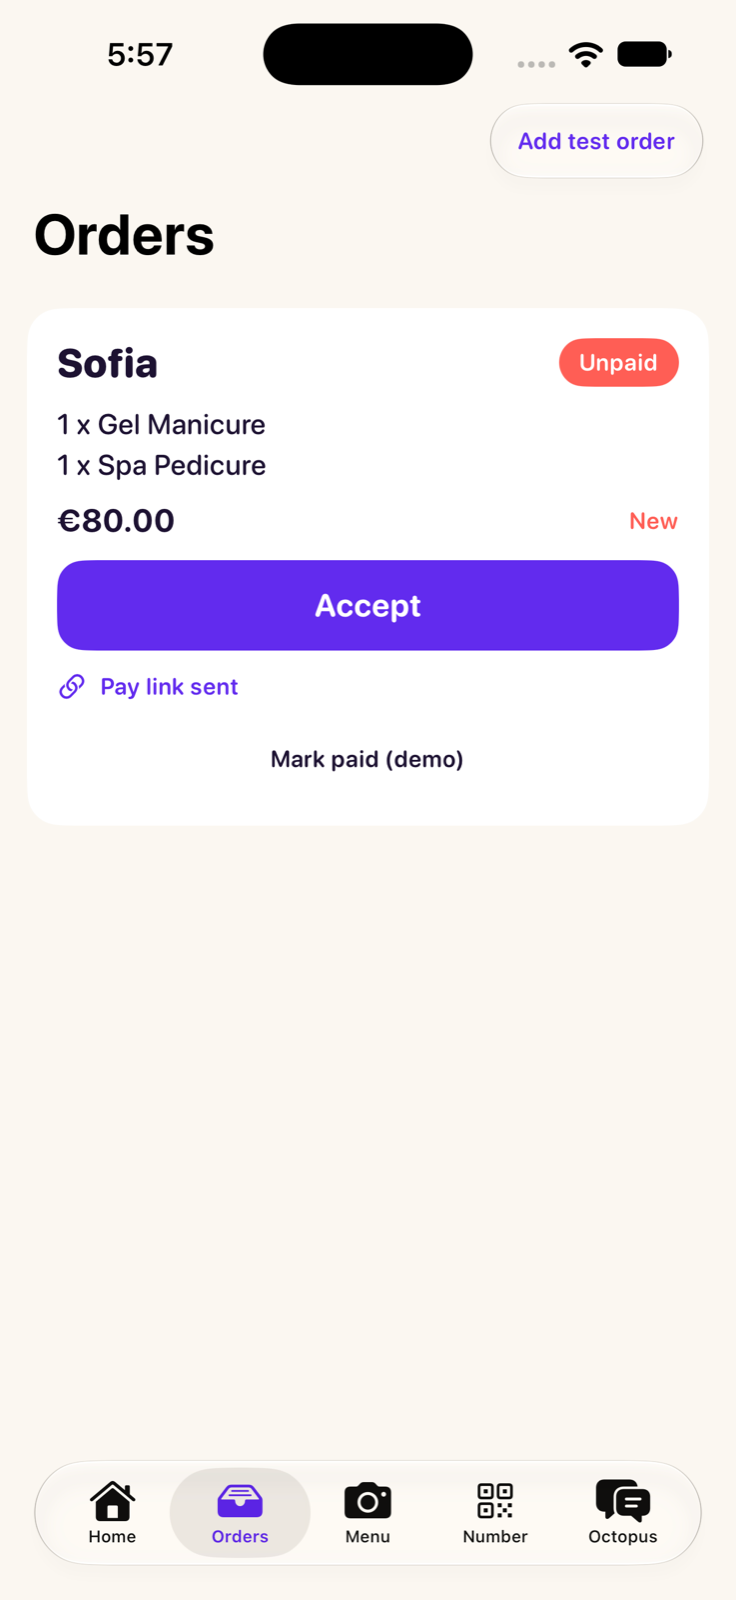 5:57
Add test order
Orders
Sofia
Unpaid
1 x Gel Manicure
1 x Spa Pedicure
€80.00
New
Accept
Pay link sent
Mark paid (demo)
Home
Orders
Menu
Number
Octopus